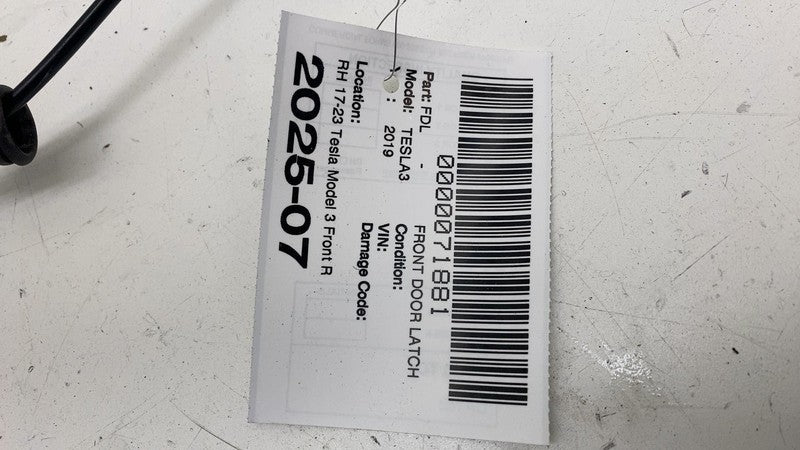 0000071881
Part: FDL - FRONT DOOR LATCH
Model: TESLA3 Condition:
: 2019 VIN:
Damage Code:
Location:
RH 17-23 Tesla Model 3 Front R
2025-07